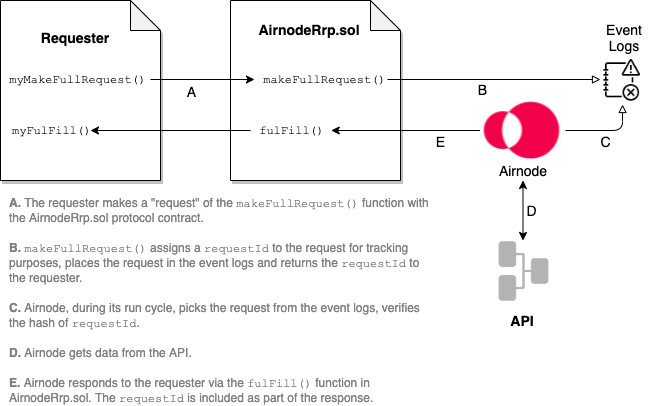 Requester
AirnodeRrp.sol
Event
Logs
myMakeFullRequest()
makeFullRequest()
A
B
myFulFill()
fulFill()
E
C
Airnode
D
API
A. The requester makes a "request" of the makeFullRequest() function with
the AirnodeRrp.sol protocol contract.
B. makeFullRequest() assigns a requestId to the request for tracking
purposes, places the request in the event logs and returns the requestId to
the requester.
C. Airnode, during its run cycle, picks the request from the event logs, verifies
the hash of requestId.
D. Airnode gets data from the API.
E. Airnode responds to the requester via the fulFill() function in
AirnodeRrp.sol. The requestId is included as part of the response.